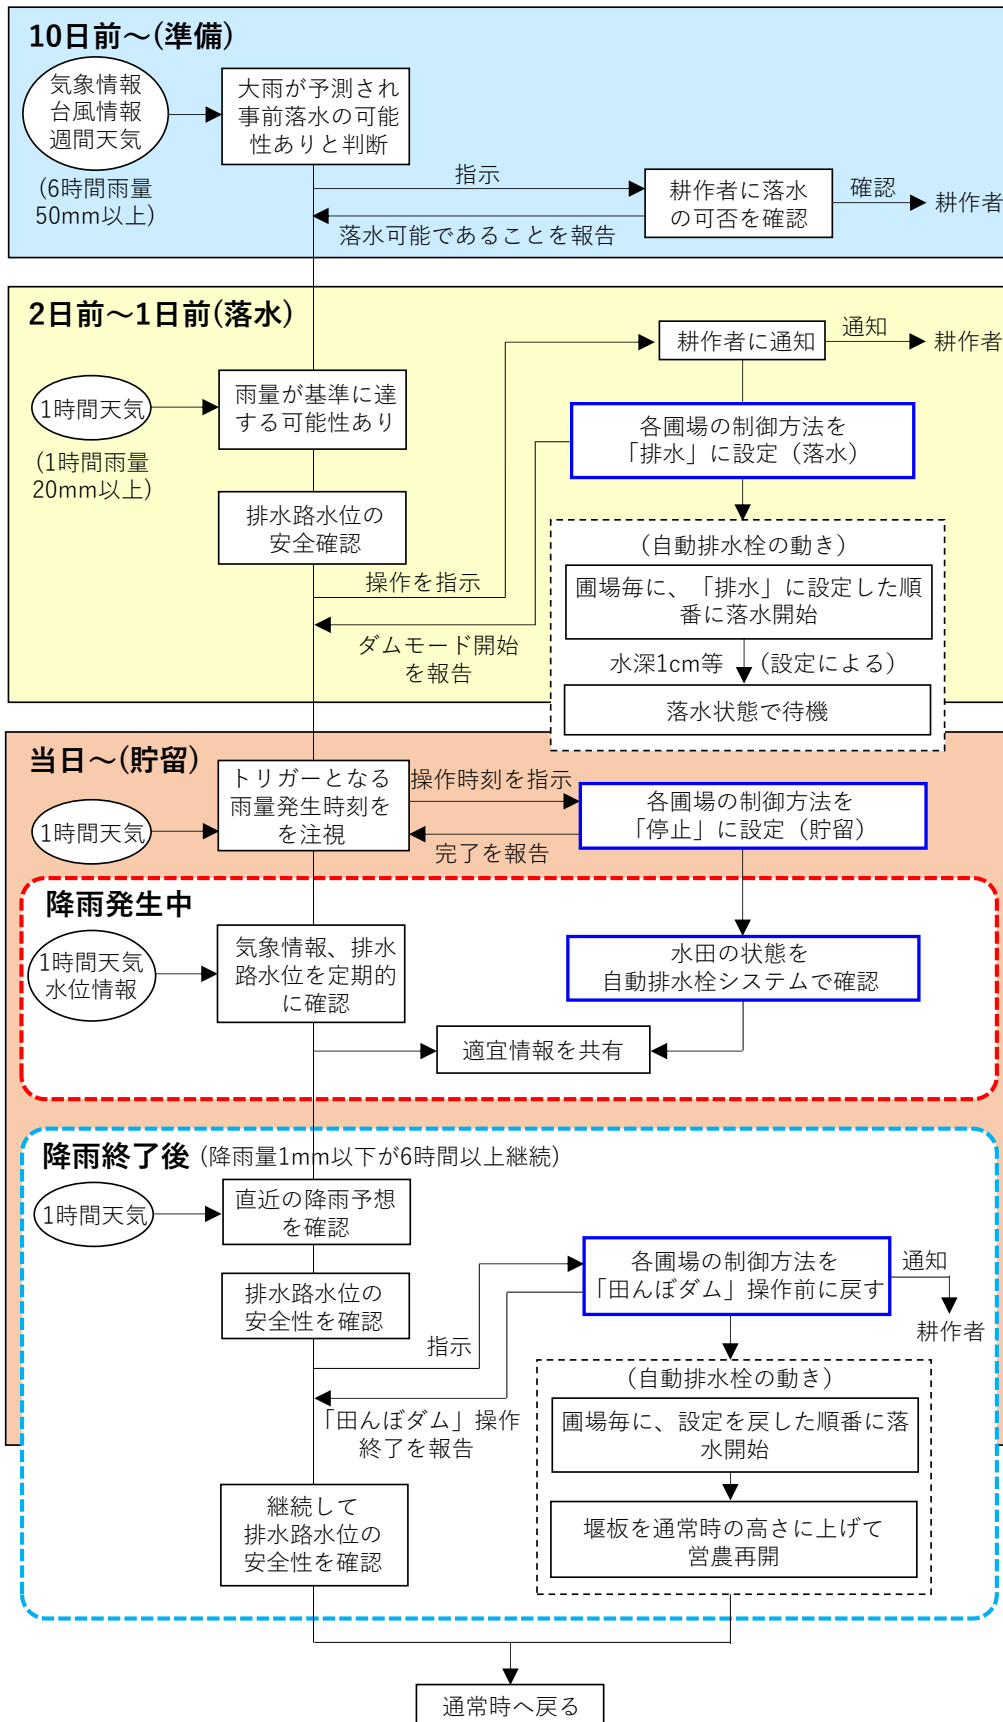 10日前～(準備)
気象情報
台風情報
週間天気
(6時間雨量
50mm以上)
大雨が予測され
事前落水の可能
性ありと判断
指示
耕作者に落水
の可否を確認
確認
耕作者
落水可能であることを報告
2日前～1日前(落水)
1時間天気
(1時間雨量
20mm以上)
雨量が基準に達
する可能性あり
排水路水位の
安全確認
操作を指示
耕作者に通知
通知
耕作者
各圃場の制御方法を
「排水」に設定（落水）
ダムモード開始
を報告
(自動排水栓の動き)
圃場毎に、「排水」に設定した順
番に落水開始
水深1cm等
(設定による)
落水状態で待機
当日～(貯留)
1時間天気
トリガーとなる
雨量発生時刻を
を注視
操作時刻を指示
完了を報告
各圃場の制御方法を
「停止」に設定（貯留）
降雨発生中
1時間天気
水位情報
気象情報、排水
路水位を定期的
に確認
水田の状態を
自動排水栓システムで確認
適宜情報を共有
降雨終了後 (降雨量1mm以下が6時間以上継続)
1時間天気
直近の降雨予想
を確認
排水路水位の
安全性を確認
指示
各圃場の制御方法を
「田んぼダム」操作前に戻す
通知
耕作者
「田んぼダム」操作
終了を報告
(自動排水栓の動き)
圃場毎に、設定を戻した順番に落
水開始
堰板を通常時の高さに上げて
営農再開
継続して
排水路水位の
安全性を確認
通常時へ戻る